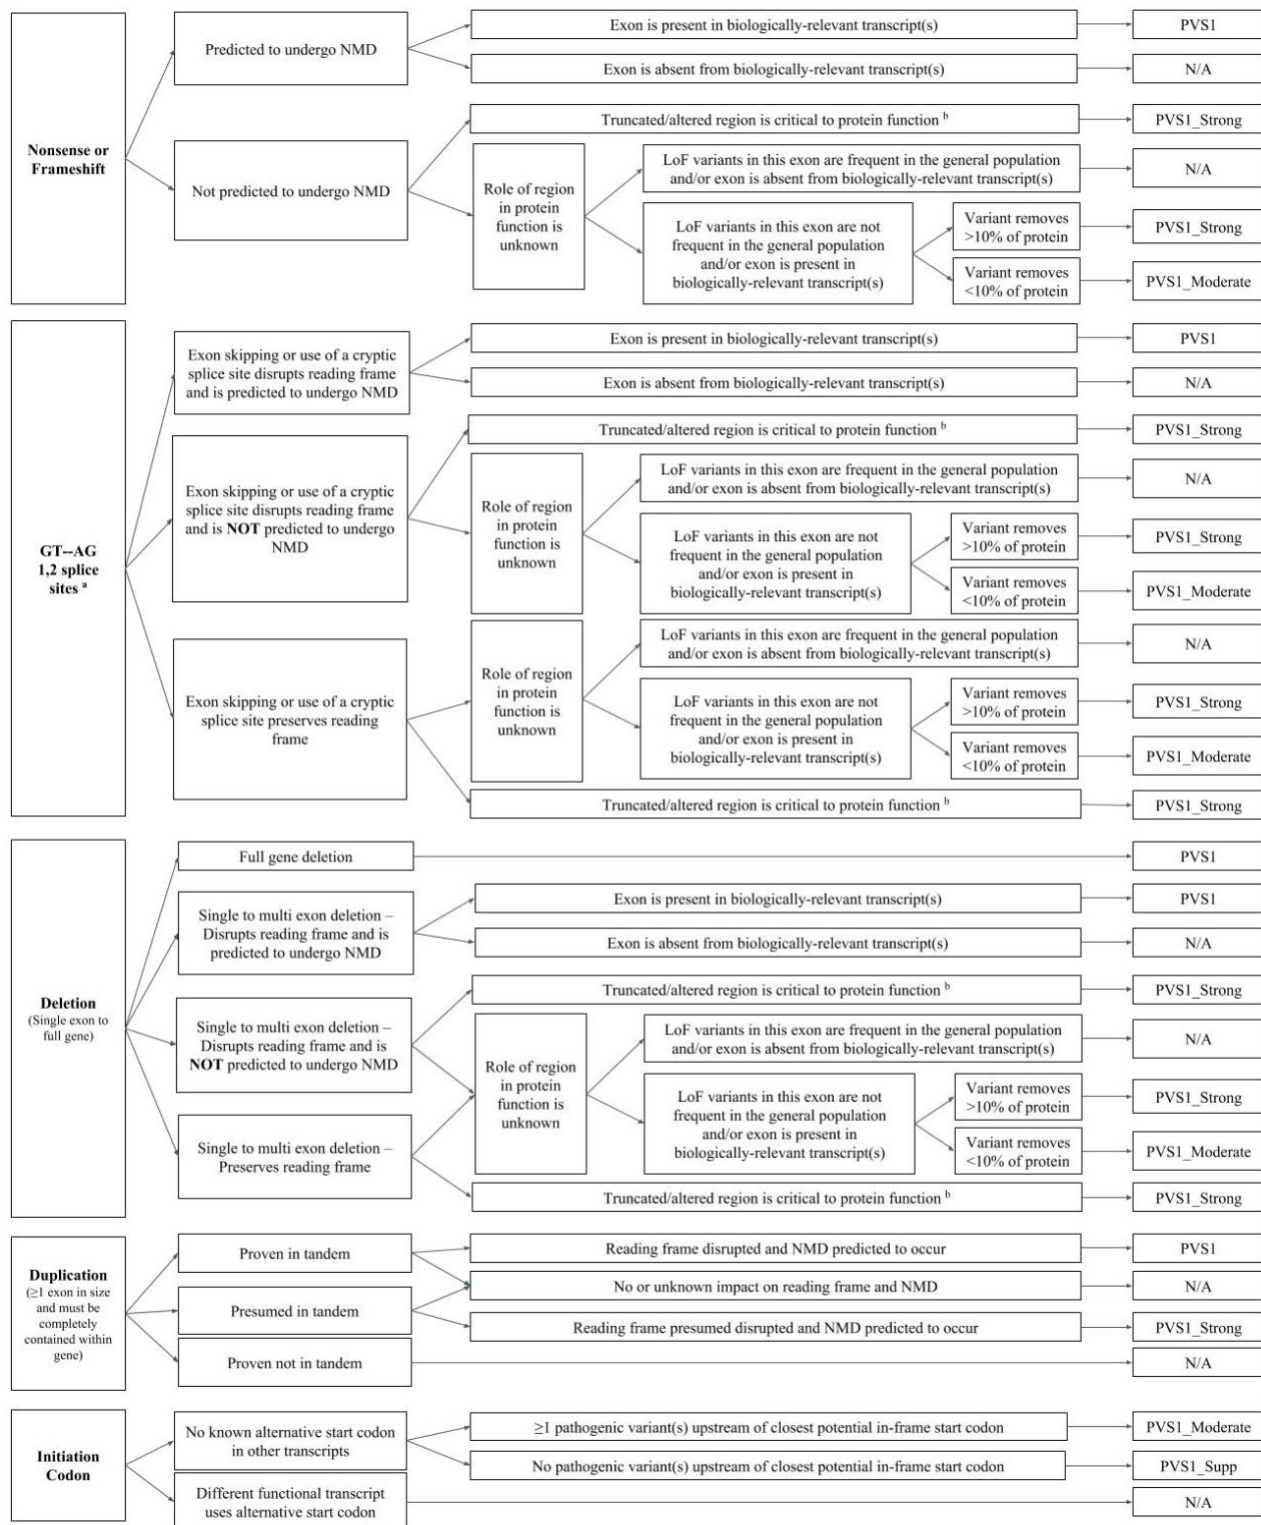 Nonsense or
Frameshift
Predicted to undergo NMD
Exon is present in biologically-relevant transcript(s)
PVS1
Exon is absent from biologically-relevant transcript(s)
N/A
Not predicted to undergo NMD
Truncated/altered region is critical to protein function ᵇ
PVS1_Strong
Role of region
in protein
function is
unknown
LoF variants in this exon are frequent in the general population
and/or exon is absent from biologically-relevant transcript(s)
N/A
LoF variants in this exon are not
frequent in the general population
and/or exon is present in
biologically-relevant transcript(s)
Variant removes
>10% of protein
PVS1_Strong
Variant removes
<10% of protein
PVS1_Moderate
GT--AG
1,2 splice
sites ᵃ
Exon skipping or use of a cryptic
splice site disrupts reading frame
and is predicted to undergo NMD
Exon is present in biologically-relevant transcript(s)
PVS1
Exon is absent from biologically-relevant transcript(s)
N/A
Exon skipping or use of a cryptic
splice site disrupts reading frame
and is NOT predicted to undergo
NMD
Truncated/altered region is critical to protein function ᵇ
PVS1_Strong
Role of region
in protein
function is
unknown
LoF variants in this exon are frequent in the general population
and/or exon is absent from biologically-relevant transcript(s)
N/A
LoF variants in this exon are not
frequent in the general population
and/or exon is present in
biologically-relevant transcript(s)
Variant removes
>10% of protein
PVS1_Strong
Variant removes
<10% of protein
PVS1_Moderate
Exon skipping or use of a cryptic
splice site preserves reading
frame
Role of region
in protein
function is
unknown
LoF variants in this exon are frequent in the general population
and/or exon is absent from biologically-relevant transcript(s)
N/A
LoF variants in this exon are not
frequent in the general population
and/or exon is present in
biologically-relevant transcript(s)
Variant removes
>10% of protein
PVS1_Strong
Variant removes
<10% of protein
PVS1_Moderate
Truncated/altered region is critical to protein function ᵇ
PVS1_Strong
Deletion
(Single exon to
full gene)
Full gene deletion
PVS1
Single to multi exon deletion –
Disrupts reading frame and is
predicted to undergo NMD
Exon is present in biologically-relevant transcript(s)
PVS1
Exon is absent from biologically-relevant transcript(s)
N/A
Single to multi exon deletion –
Disrupts reading frame and is
NOT predicted to undergo NMD
Truncated/altered region is critical to protein function ᵇ
PVS1_Strong
Role of region
in protein
function is
unknown
LoF variants in this exon are frequent in the general population
and/or exon is absent from biologically-relevant transcript(s)
N/A
LoF variants in this exon are not
frequent in the general population
and/or exon is present in
biologically-relevant transcript(s)
Variant removes
>10% of protein
PVS1_Strong
Variant removes
<10% of protein
PVS1_Moderate
Single to multi exon deletion –
Preserves reading frame
Truncated/altered region is critical to protein function ᵇ
PVS1_Strong
Duplication
(≥1 exon in size
and must be
completely
contained within
gene)
Proven in tandem
Reading frame disrupted and NMD predicted to occur
PVS1
No or unknown impact on reading frame and NMD
N/A
Presumed in tandem
Reading frame presumed disrupted and NMD predicted to occur
PVS1_Strong
Proven not in tandem
N/A
Initiation
Codon
No known alternative start codon
in other transcripts
≥1 pathogenic variant(s) upstream of closest potential in-frame start codon
PVS1_Moderate
No pathogenic variant(s) upstream of closest potential in-frame start codon
PVS1_Supp
Different functional transcript
uses alternative start codon
N/A